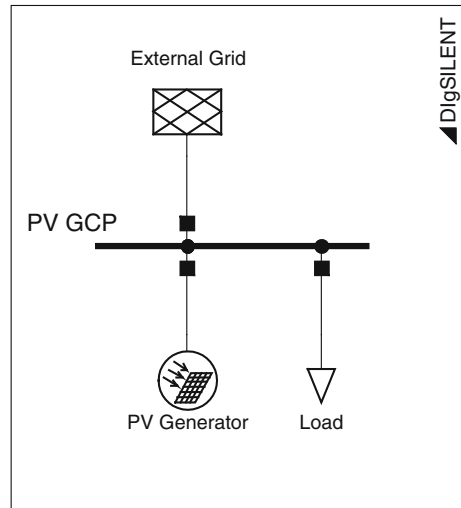 External Grid
DIgSILENT
PV GCP
PV Generator
Load